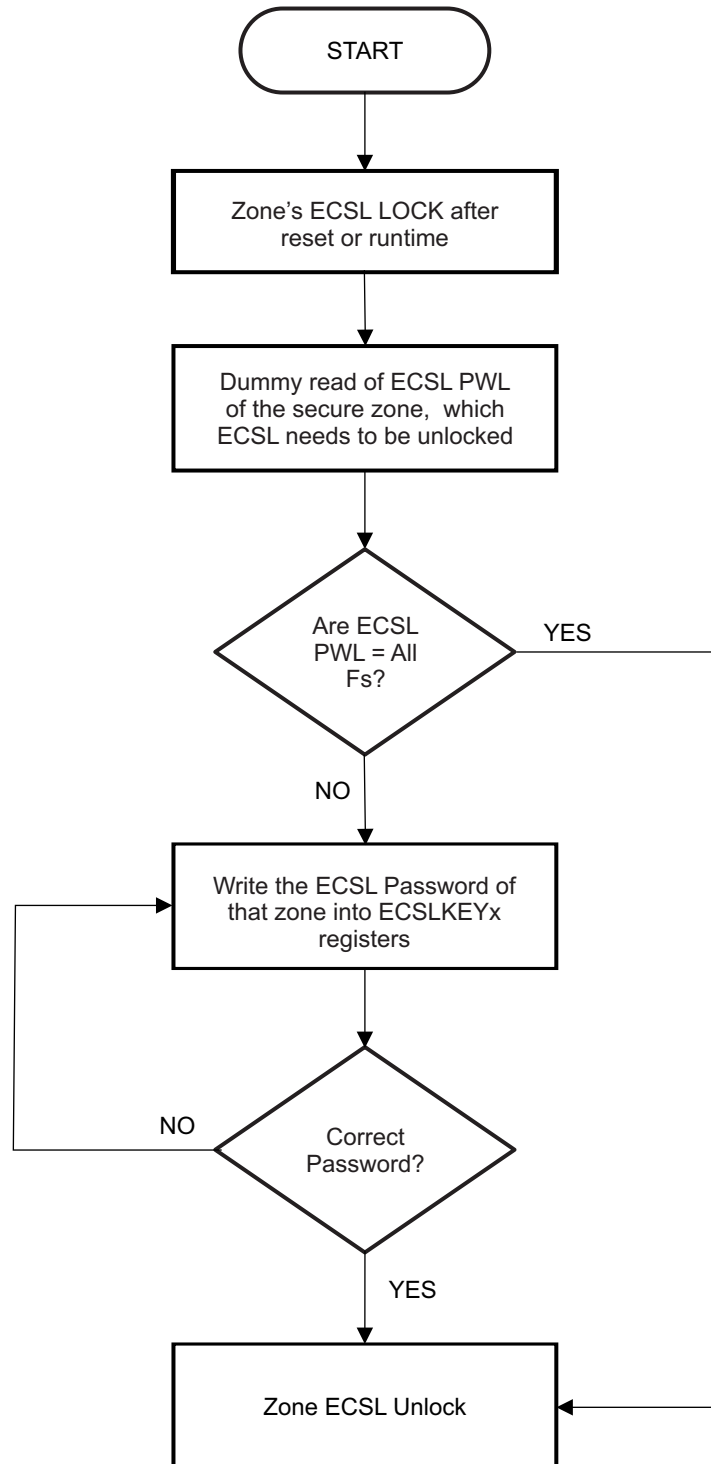 START
Zone's ECSL LOCK after
reset or runtime
Dummy read of ECSL PWL
of the secure zone, which
ECSL needs to be unlocked
Are ECSL
PWL = All
Fs?
YES
NO
Write the ECSL Password of
that zone into ECSLKEYx
registers
NO
Correct
Password?
YES
Zone ECSL Unlock